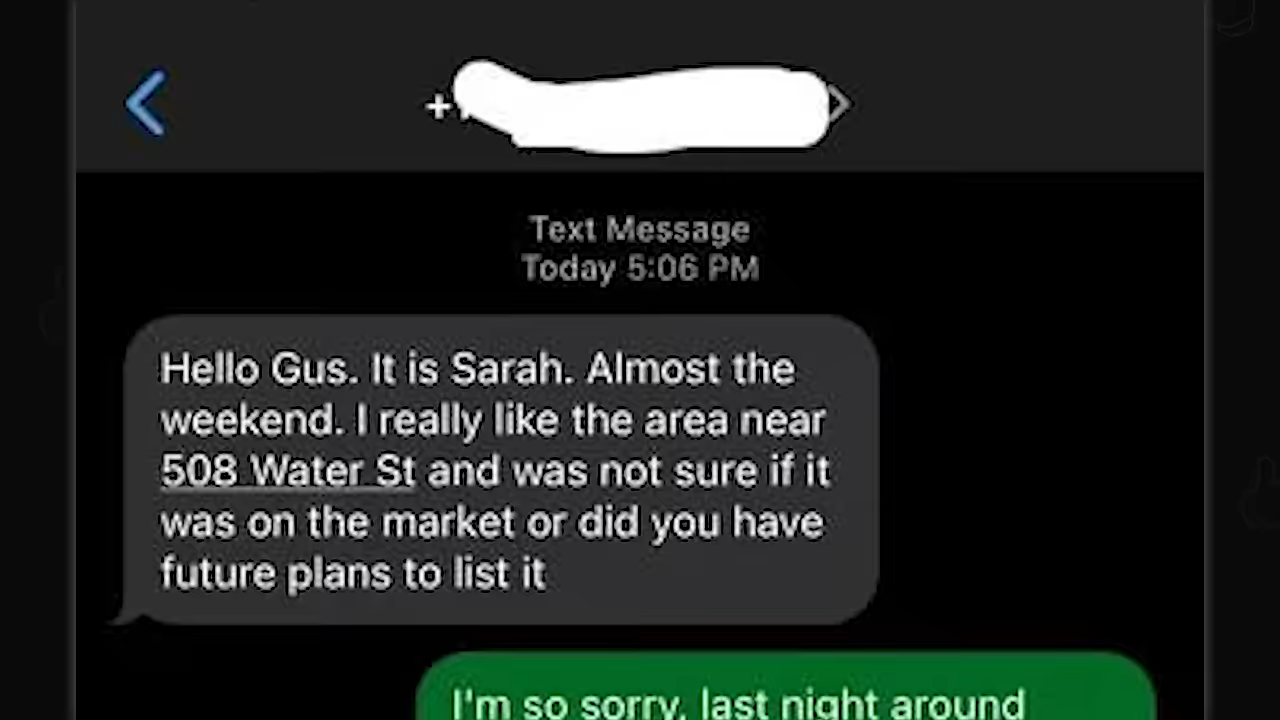 +
Text Message
Today 5:06 PM
Hello Gus. It is Sarah. Almost the
weekend. I really like the area near
508 Water St and was not sure if it
was on the market or did you have
future plans to list it
I'm so sorry, last night around